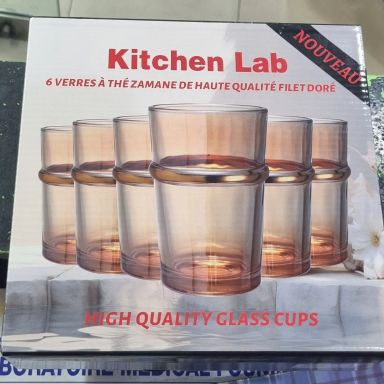 Kitchen Lab
NOUVEAU
6 VERRES À THÉ ZAMANE DE HAUTE QUALITÉ FILET DORÉ
HIGH QUALITY GLASS CUPS